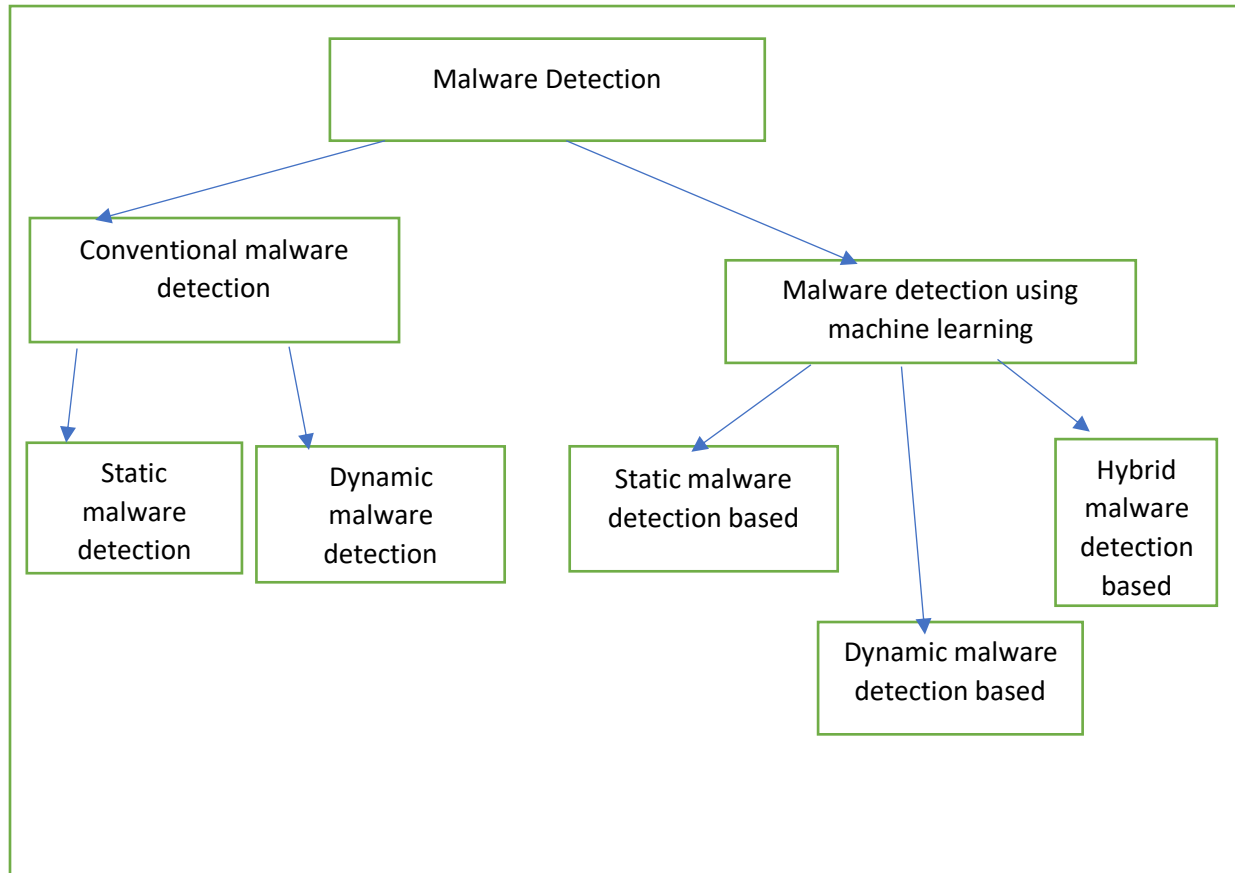 Malware Detection
Conventional malware
detection
Malware detection using
machine learning
Static
malware
detection
Dynamic
malware
detection
Static malware
detection based
Hybrid
malware
detection
based
Dynamic malware
detection based